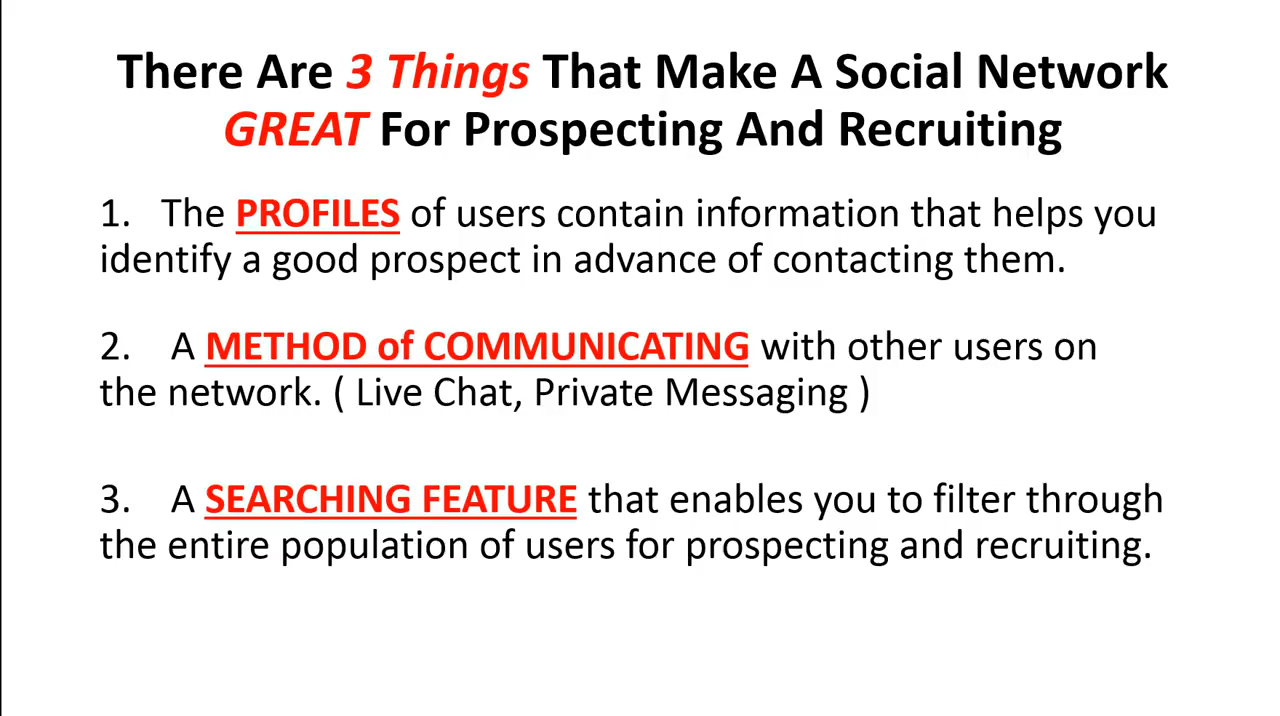 There Are 3 Things That Make A Social Network
GREAT For Prospecting And Recruiting
1. The PROFILES of users contain information that helps you
identify a good prospect in advance of contacting them.
2. A METHOD of COMMUNICATING with other users on
the network. ( Live Chat, Private Messaging )
3. A SEARCHING FEATURE that enables you to filter through
the entire population of users for prospecting and recruiting.